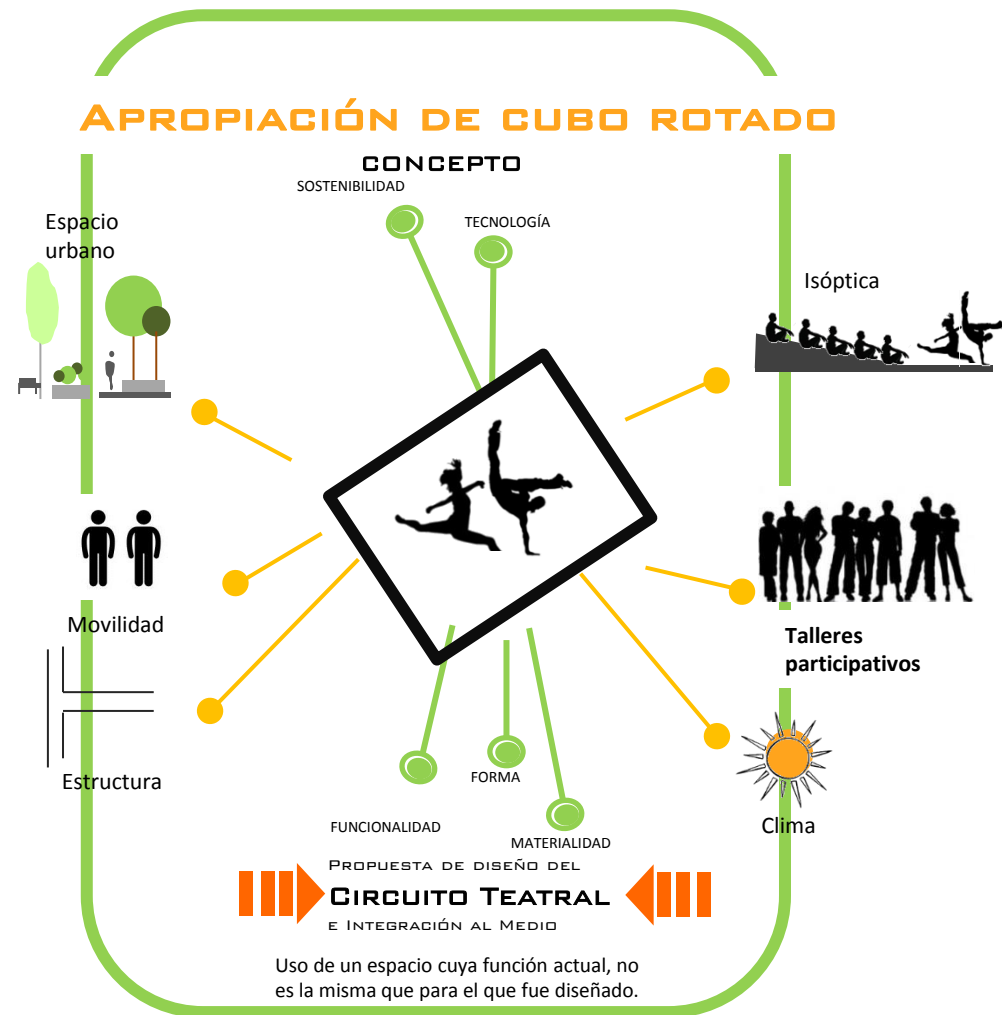 APROPIACIÓN DE CUBO ROTADO
CONCEPTO
SOSTENIBILIDAD
TECNOLOGÍA
Espacio
urbano
Isóptica
Movilidad
Talleres
participativos
Estructura
Clima
FORMA
FUNCIONALIDAD
MATERIALIDAD
PROPUESTA DE DISEÑO DEL
CIRCUITO TEATRAL
E INTEGRACIÓN AL MEDIO
Uso de un espacio cuya función actual, no
es la misma que para el que fue diseñado.